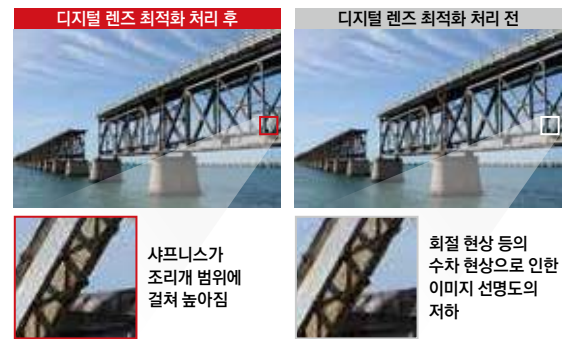 디지털 렌즈 최적화 처리 후
디지털 렌즈 최적화 처리 전
샤프니스가
조리개 범위에
걸쳐 높아짐
회절 현상 등의
수차 현상으로 인한
이미지 선명도의
저하